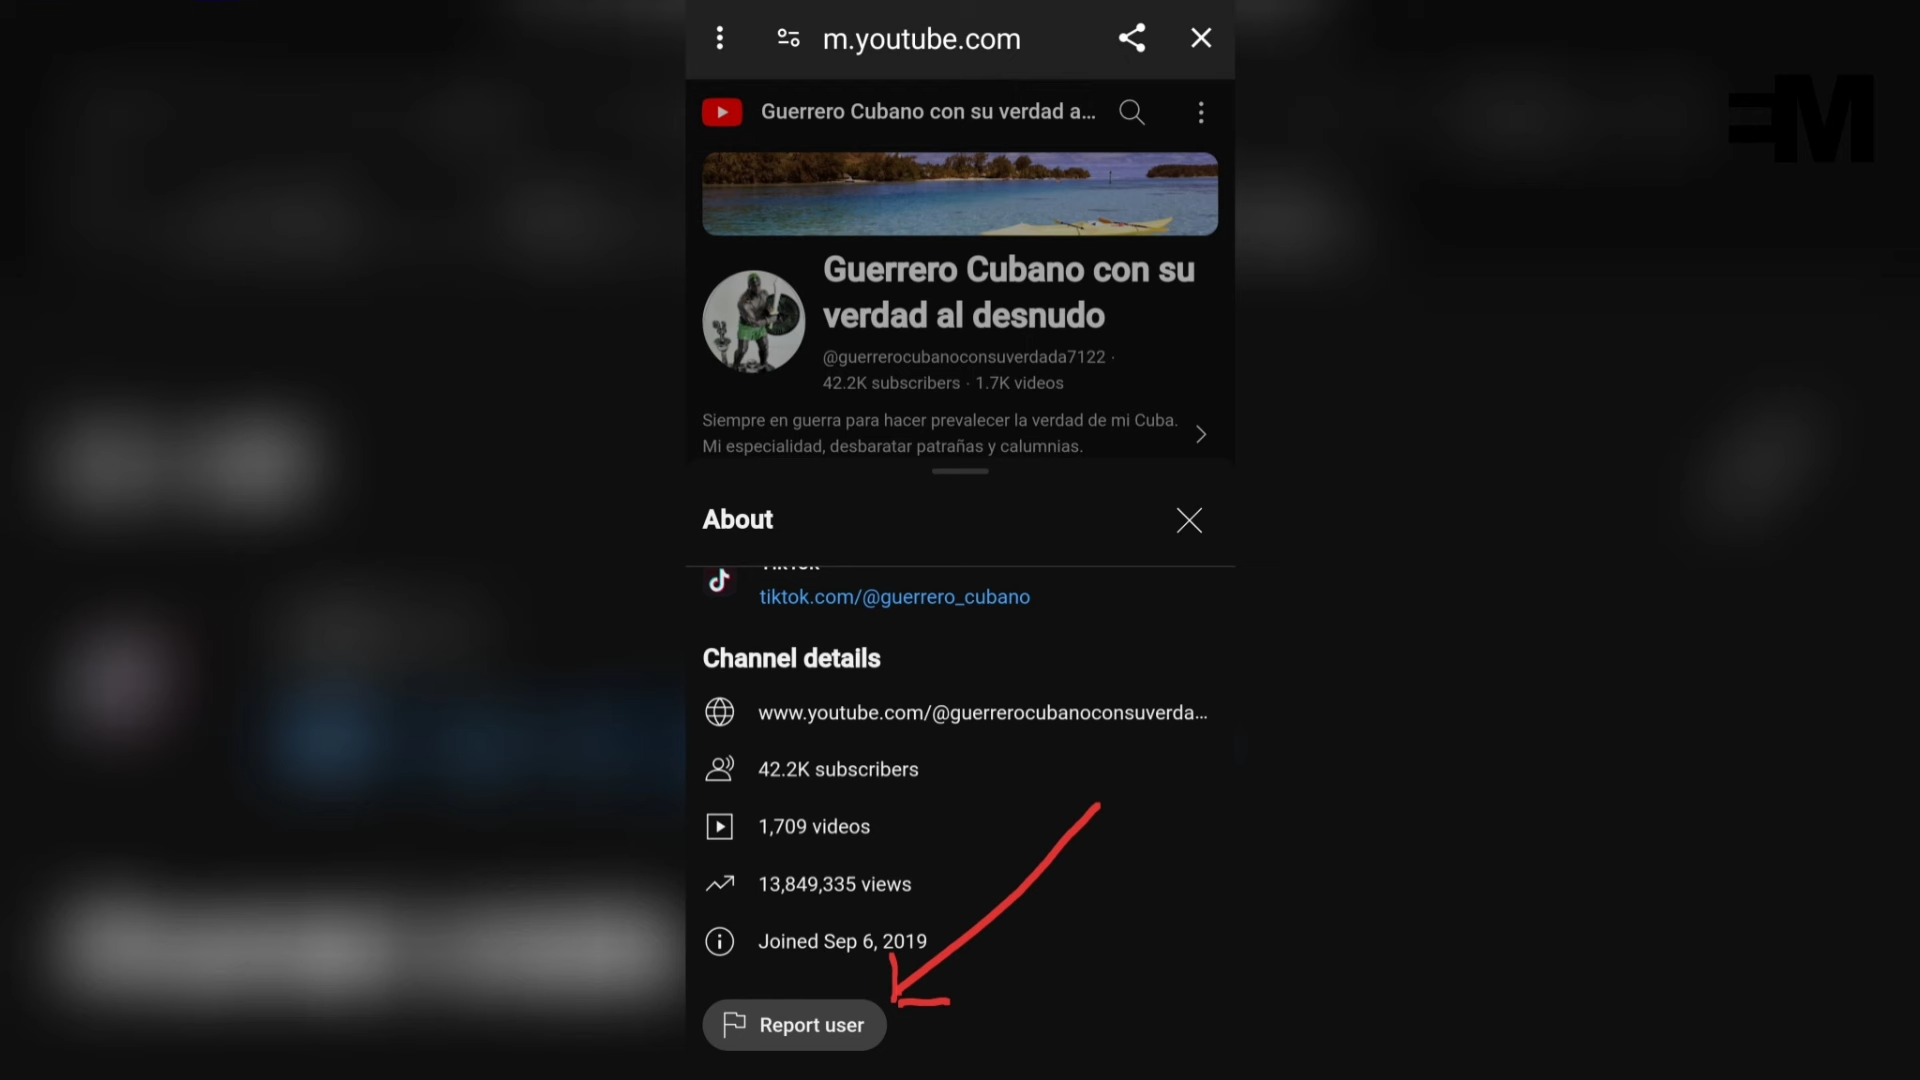 m.youtube.com
Guerrero Cubano con su verdad a...
Guerrero Cubano con su
verdad al desnudo
@guerrerocubanoconsuverdada7122 ·
42.2K subscribers · 1.7K videos
Siempre en guerra para hacer prevalecer la verdad de mi Cuba.
Mi especialidad, desbaratar patrañas y calumnias.
About
TikTok
tiktok.com/@guerrero_cubano
Channel details
www.youtube.com/@guerrerocubanoconsuverda...
42.2K subscribers
1,709 videos
13,849,335 views
Joined Sep 6, 2019
Report user